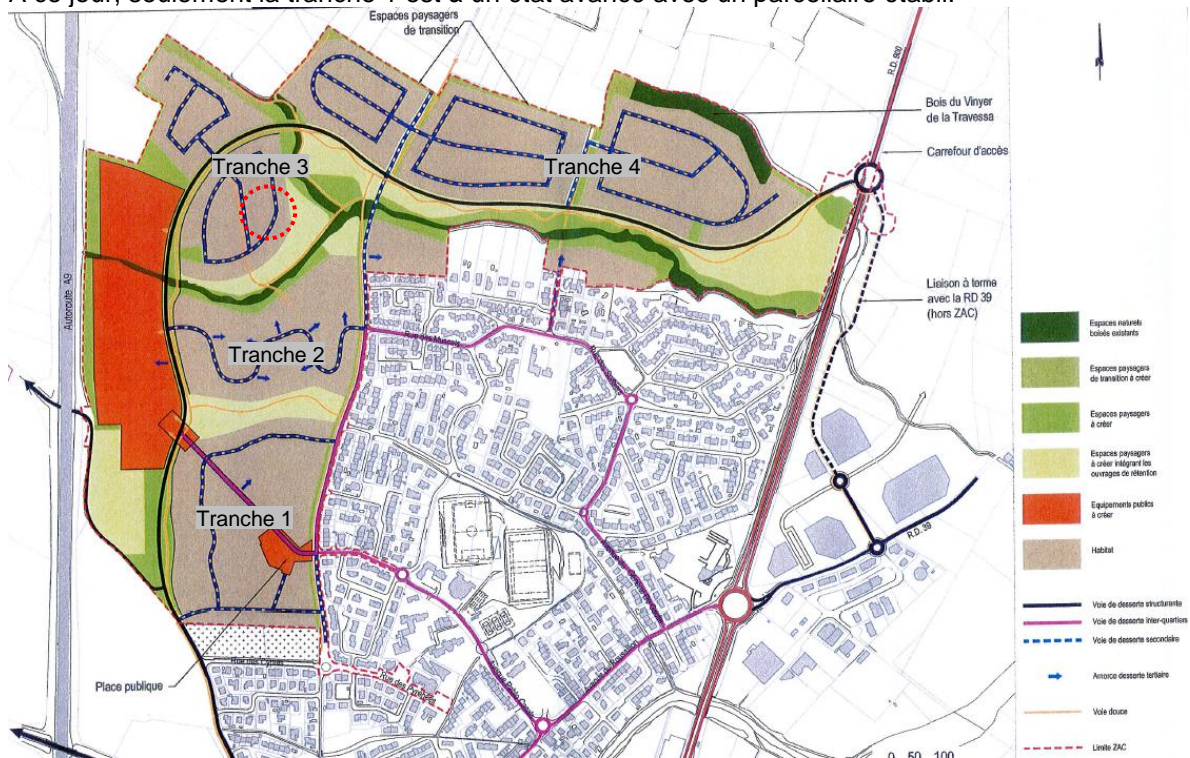 A ce jour, seulement la tranche 1 est à un état avancé avec un parcellaire établi.
Espaces paysagers
de transition
R.D. 900
Bois du Vinyer
de la Travessa
Carrefour d'accès
Tranche 3
Tranche 4
Autoroute A9
Liaison à terme
avec la RD 39
(hors ZAC)
Tranche 2
Espaces naturels
boisés existants
Espaces paysagers
de transition à créer
Espaces paysagers
à créer
Espaces paysagers
à créer intégrant les
ouvrages de rétention
Equipements publics
à créer
Habitat
Tranche 1
R.D. 39
Voie de desserte structurante
Voie de desserte inter-quartiers
Voie de desserte secondaire
Amorce desserte tertiaire
Voie douce
Limite ZAC
Place publique
0 50 100